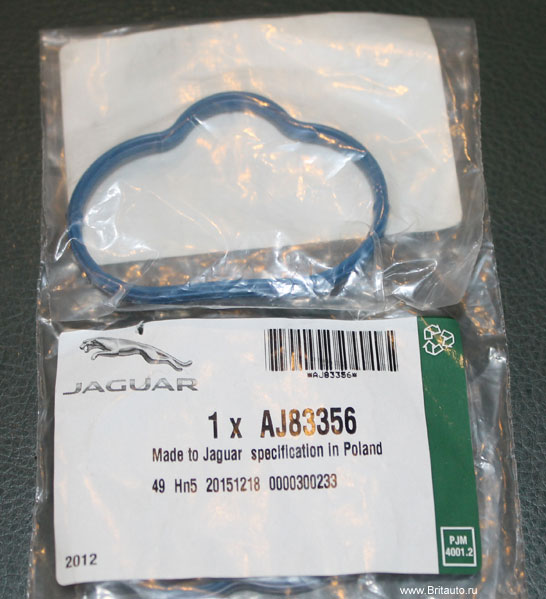 JAGUAR
*AJ83356*
1 x AJ83356
Made to Jaguar specification in Poland
49 Hn5 20151218 0000300233
2012
PJM
4001.2
www.Britauto.ru